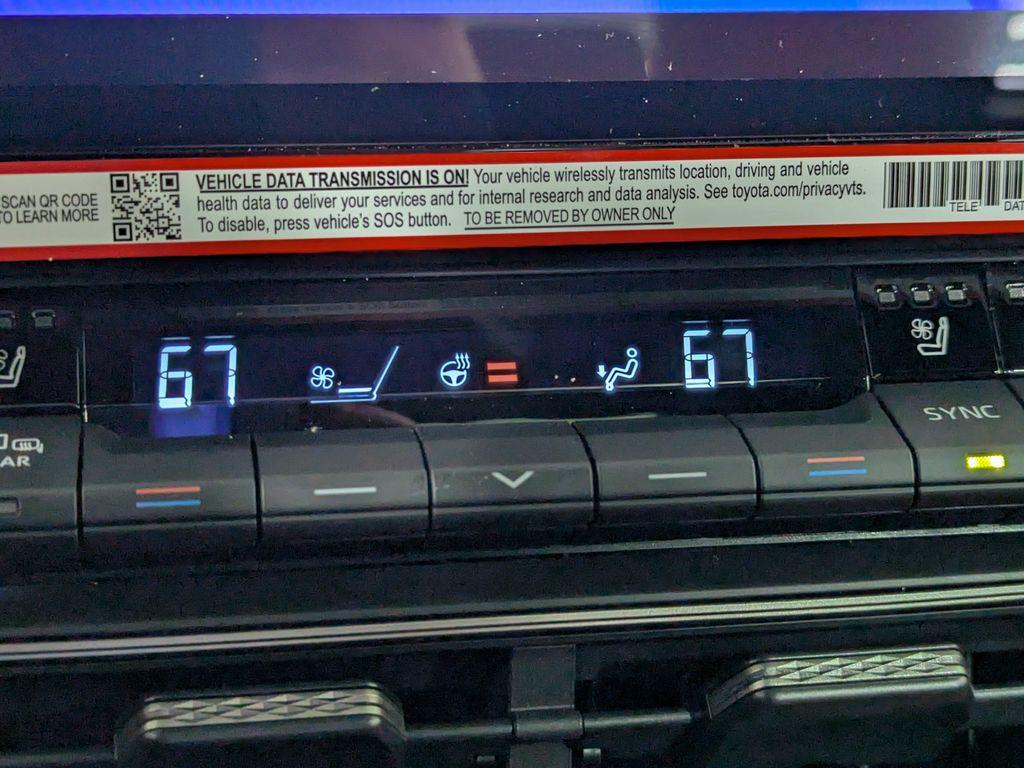 SCAN QR CODE
TO LEARN MORE
VEHICLE DATA TRANSMISSION IS ON! Your vehicle wirelessly transmits location, driving and vehicle
health data to deliver your services and for internal research and data analysis. See toyota.com/privacyvts.
To disable, press vehicle's SOS button. TO BE REMOVED BY OWNER ONLY
TELE DAT
67 67
SYNC
AR